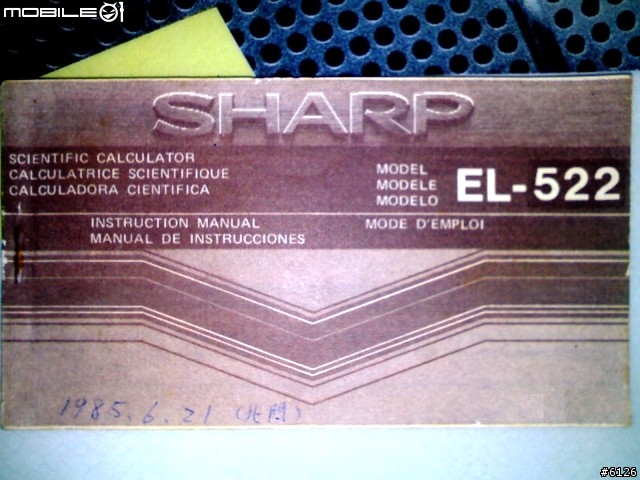 MOBILE01
SHARP
SCIENTIFIC CALCULATOR
CALCULATRICE SCIENTIFIQUE
CALCULADORA CIENTIFICA
MODEL
MODELE
MODELO
EL-522
INSTRUCTION MANUAL
MANUAL DE INSTRUCCIONES
MODE D'EMPLOI
1985.6.21
#6126